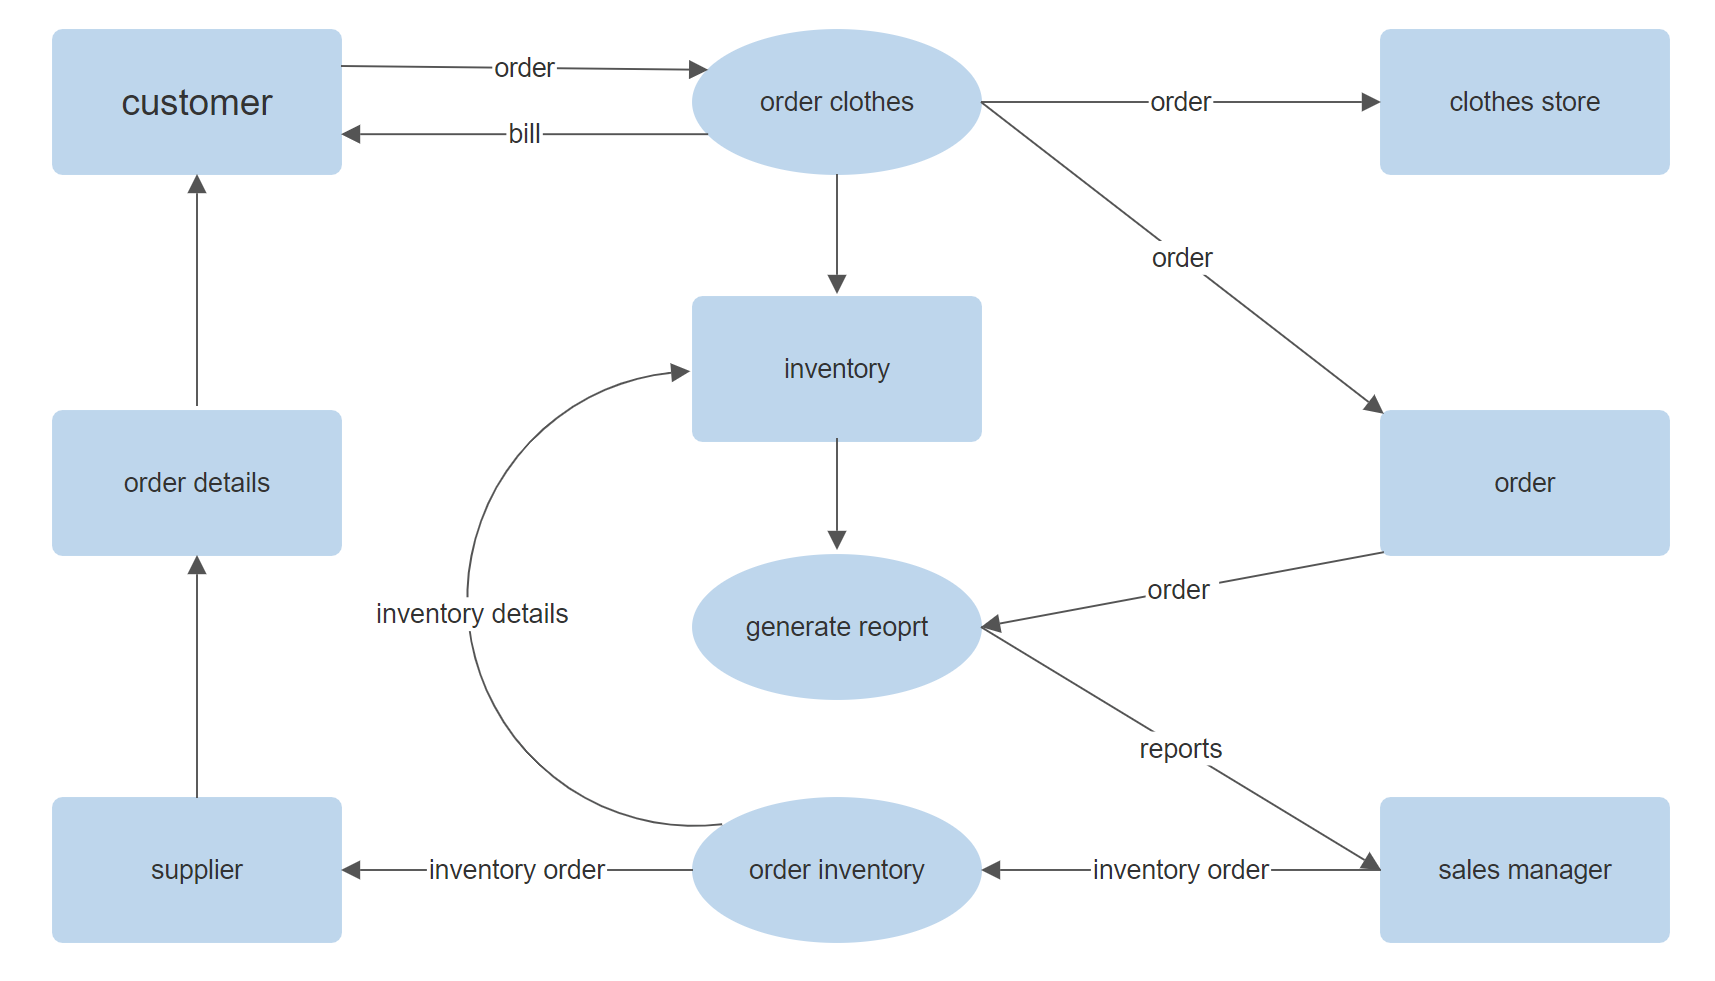 customer
order
order clothes
order
clothes store
bill
order
inventory
order details
order
order
inventory details
generate reoprt
reports
supplier
inventory order
order inventory
inventory order
sales manager